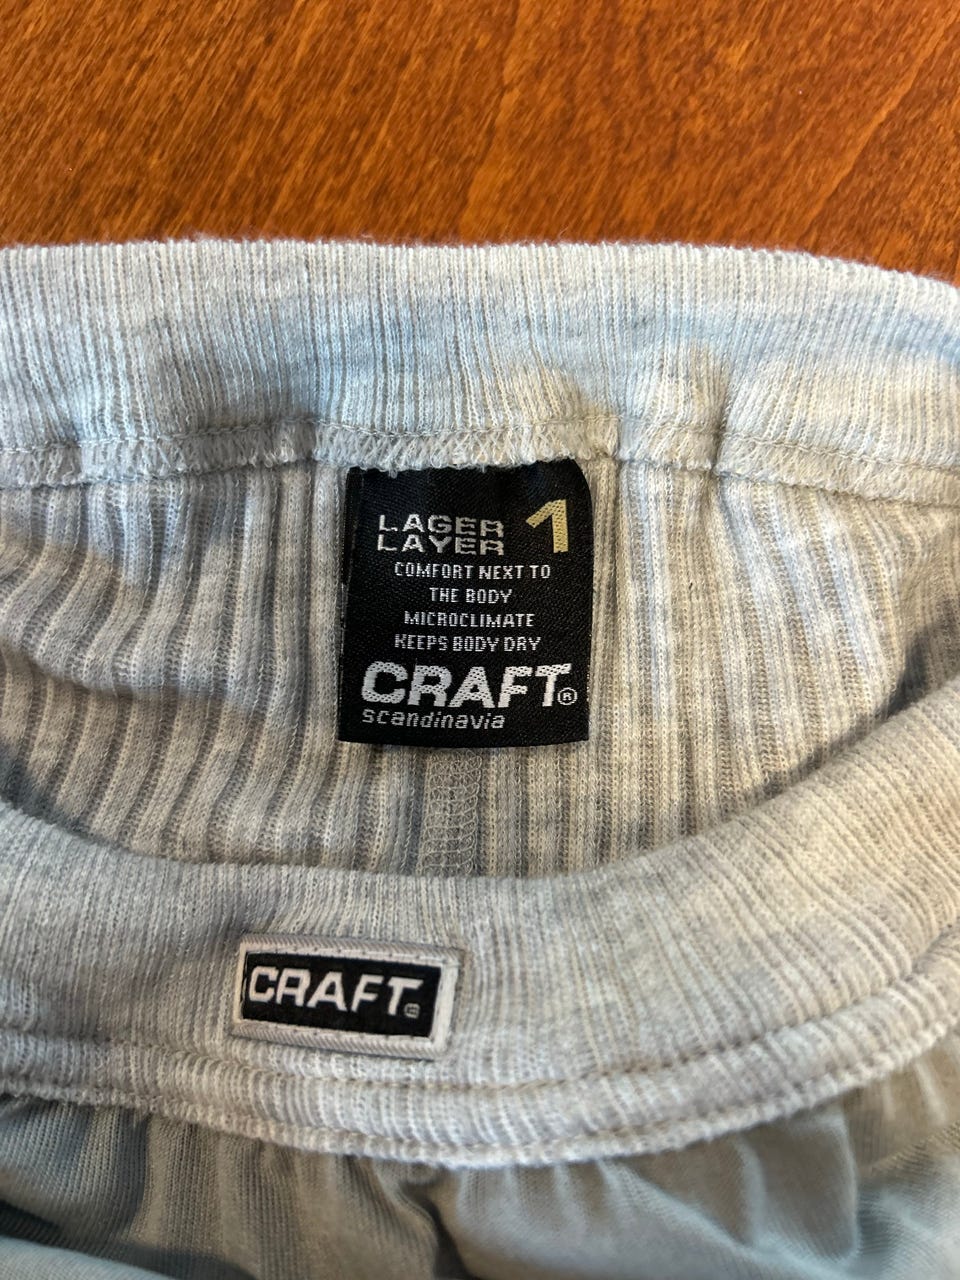 LAGER 1
LAYER
COMFORT NEXT TO
THE BODY
MICROCLIMATE
KEEPS BODY DRY
CRAFT®
scandinavia
CRAFT®